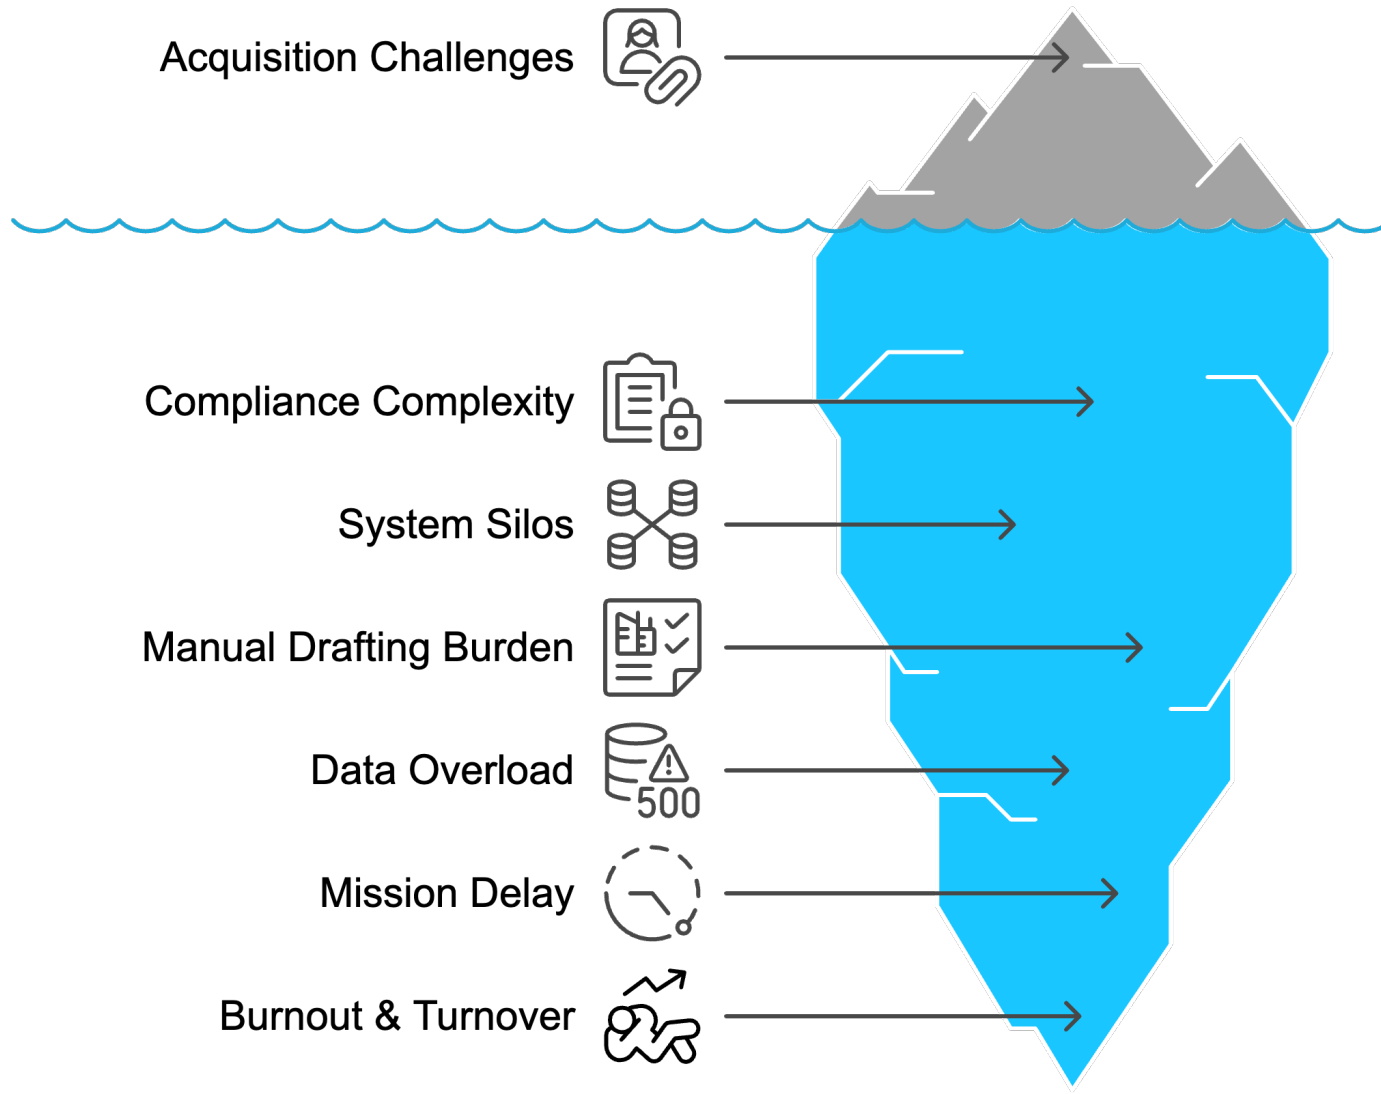 Acquisition Challenges
Compliance Complexity
System Silos
Manual Drafting Burden
Data Overload
500
Mission Delay
Burnout & Turnover